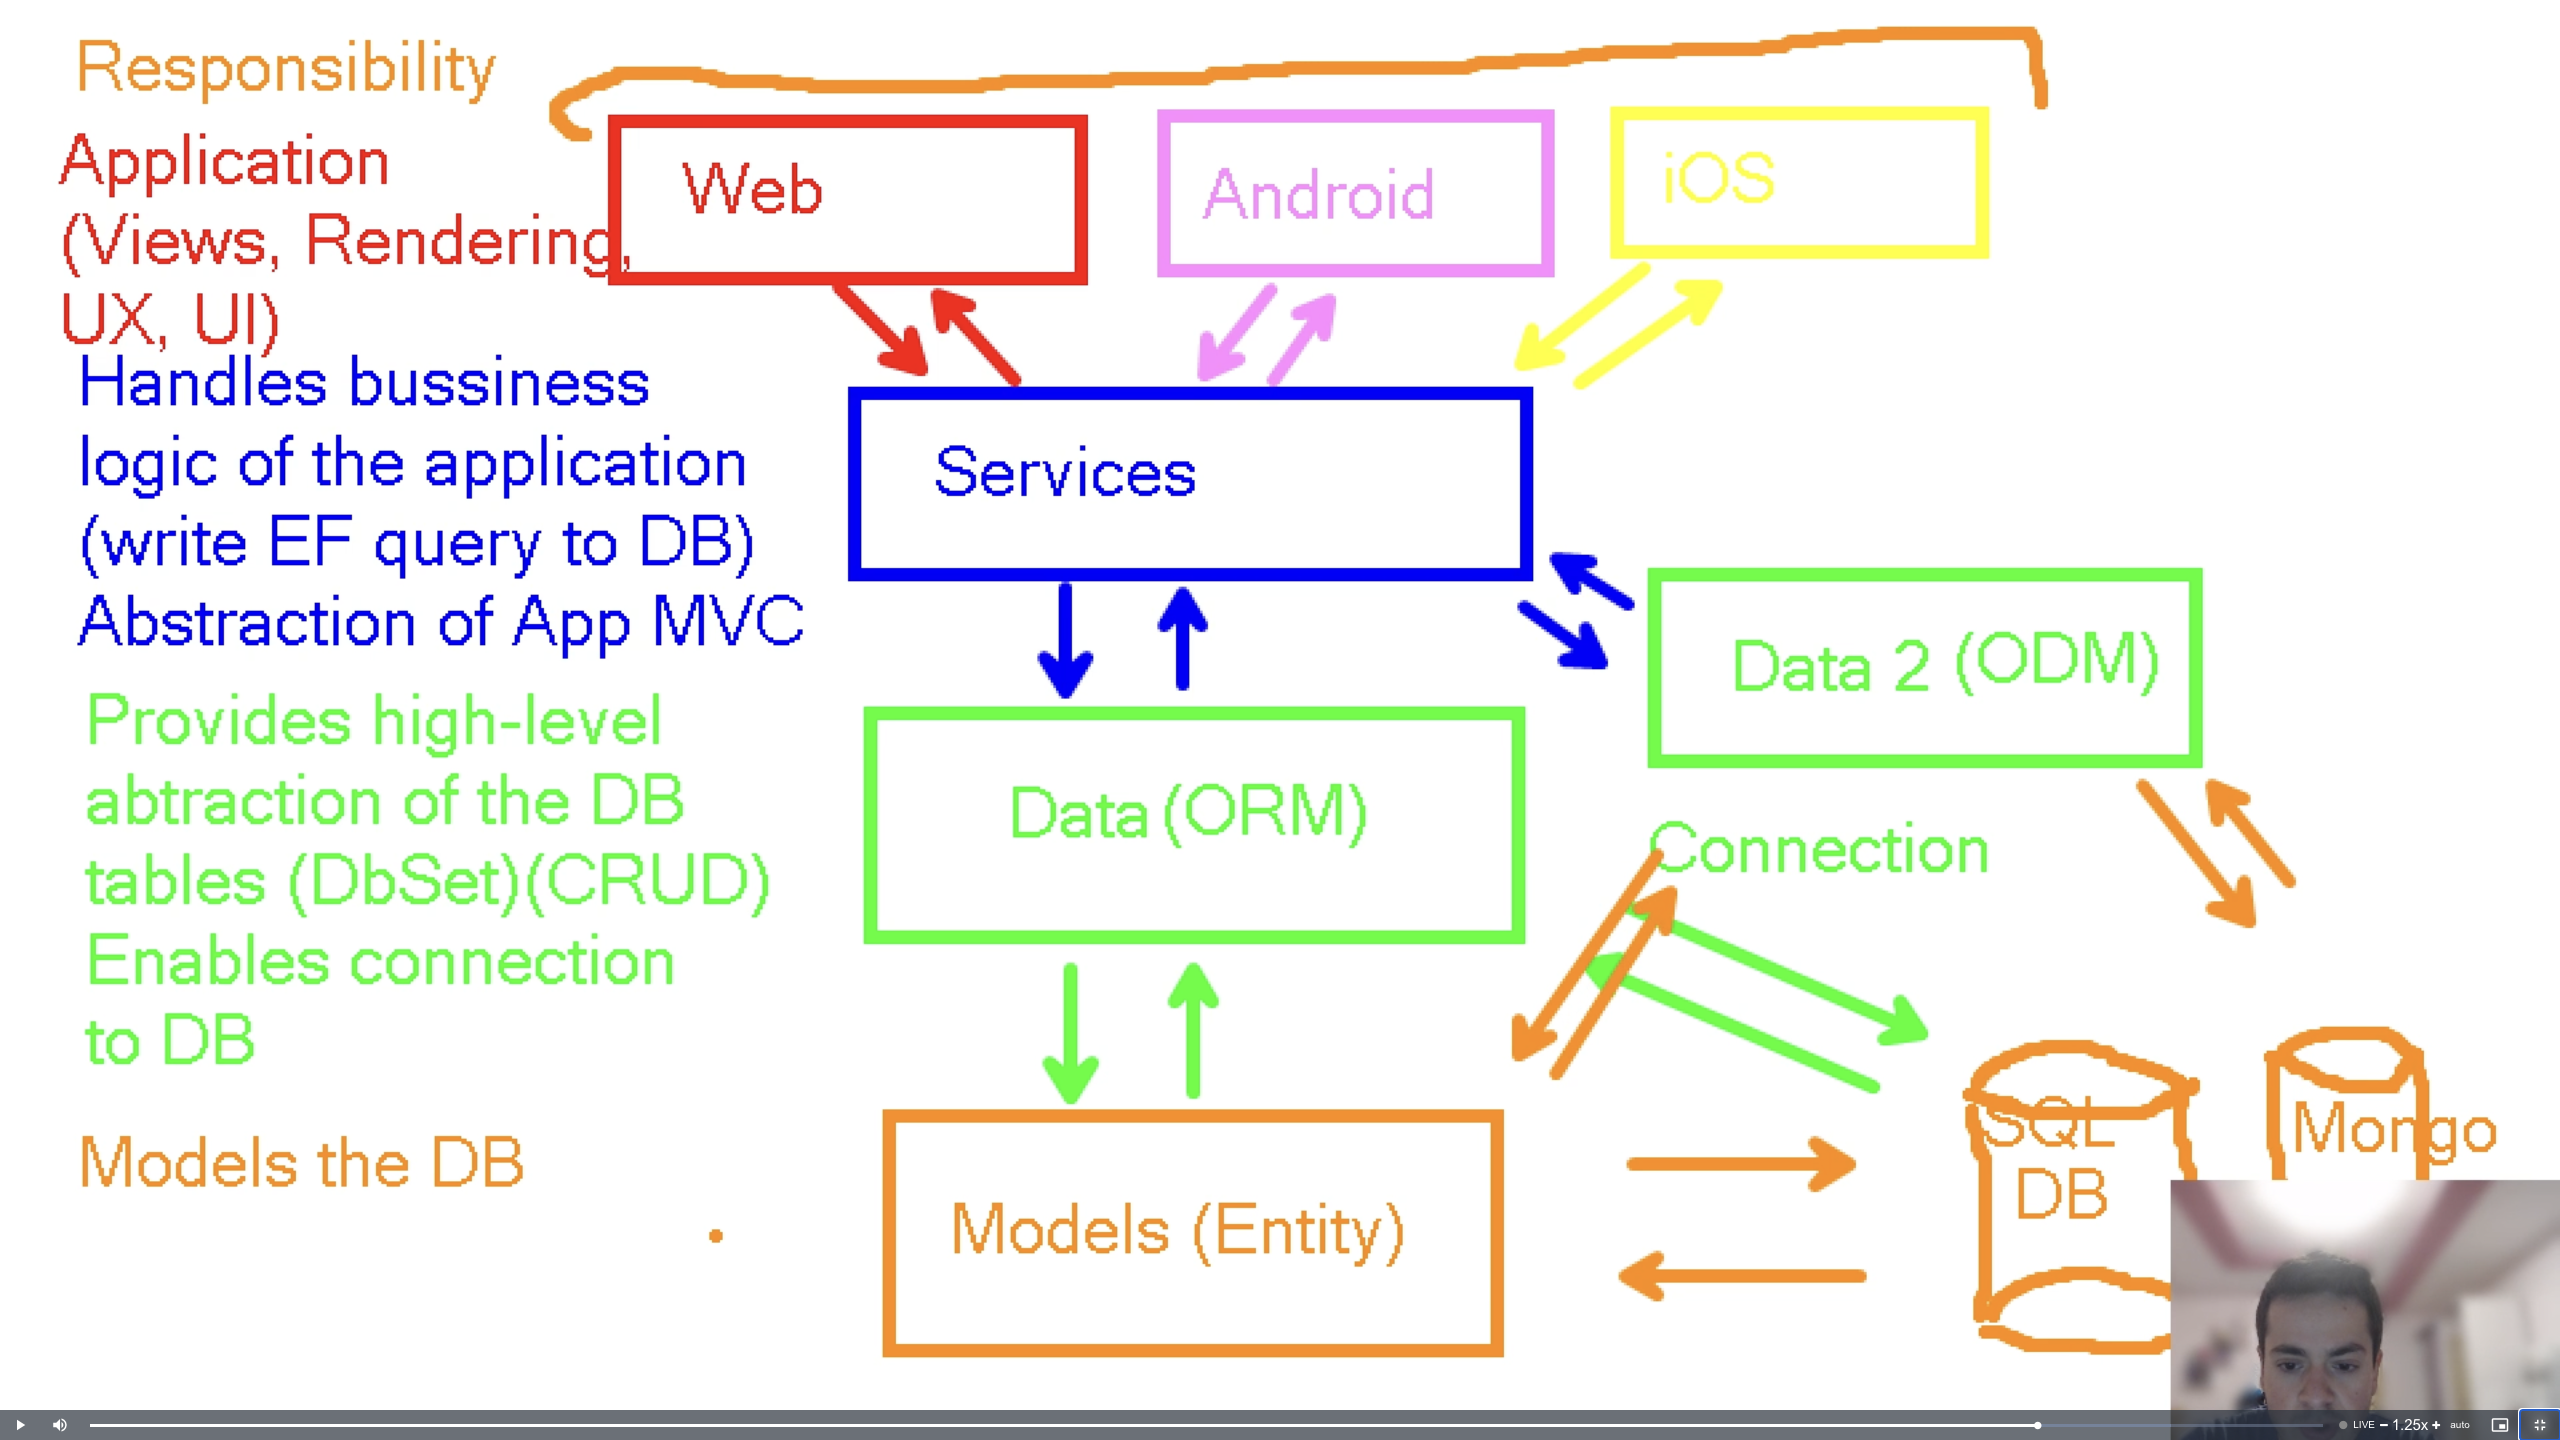 Responsibility
Application
(Views, Rendering,
UX, UI)
Handles bussiness
logic of the application
(write EF query to DB)
Abstraction of App MVC
Provides high-level
abtraction of the DB
tables (DbSet)(CRUD)
Enables connection
to DB
Models the DB
Web
Android
iOS
Services
Data 2 (ODM)
Data (ORM)
Connection
Models (Entity)
SQL
DB
Mongo
LIVE
1.25x
auto